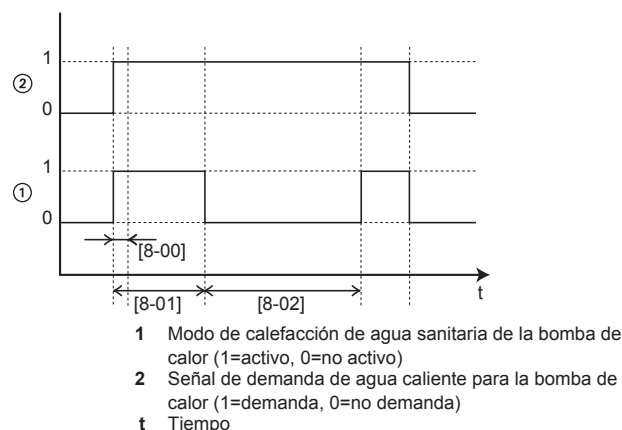 1
②
0
1
①
0
[8-00]
t
[8-01] [8-02]
1 Modo de calefacción de agua sanitaria de la bomba de
calor (1=activo, 0=no activo)
2 Señal de demanda de agua caliente para la bomba de
calor (1=demanda, 0=no demanda)
t Tiempo